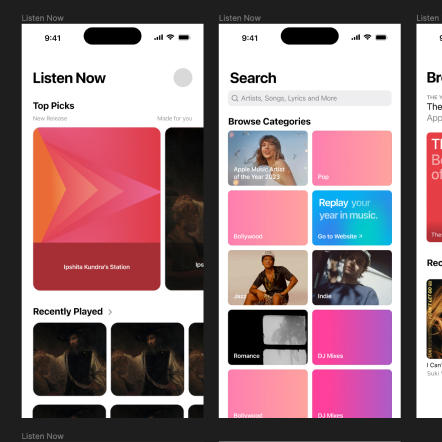 Listen Now
Listen Now
Listen Now
9:41
Listen Now
Top Picks
New Release
Made for you
Ipshita Kundra's Station
Ips
Recently Played >
9:41
Search
Artists, Songs, Lyrics and More
Browse Categories
Apple Music Artist
of the Year 2023
Pop
Bollywood
Replay your
year in music.
Go to Website ↗
Jazz
Indie
Romance
DJ Mixes
Bollywood
DJ Mixes
9
Br
THE Y
The
App
Th
Be
of
The
Rec
I Can'
Suki
Listen Now